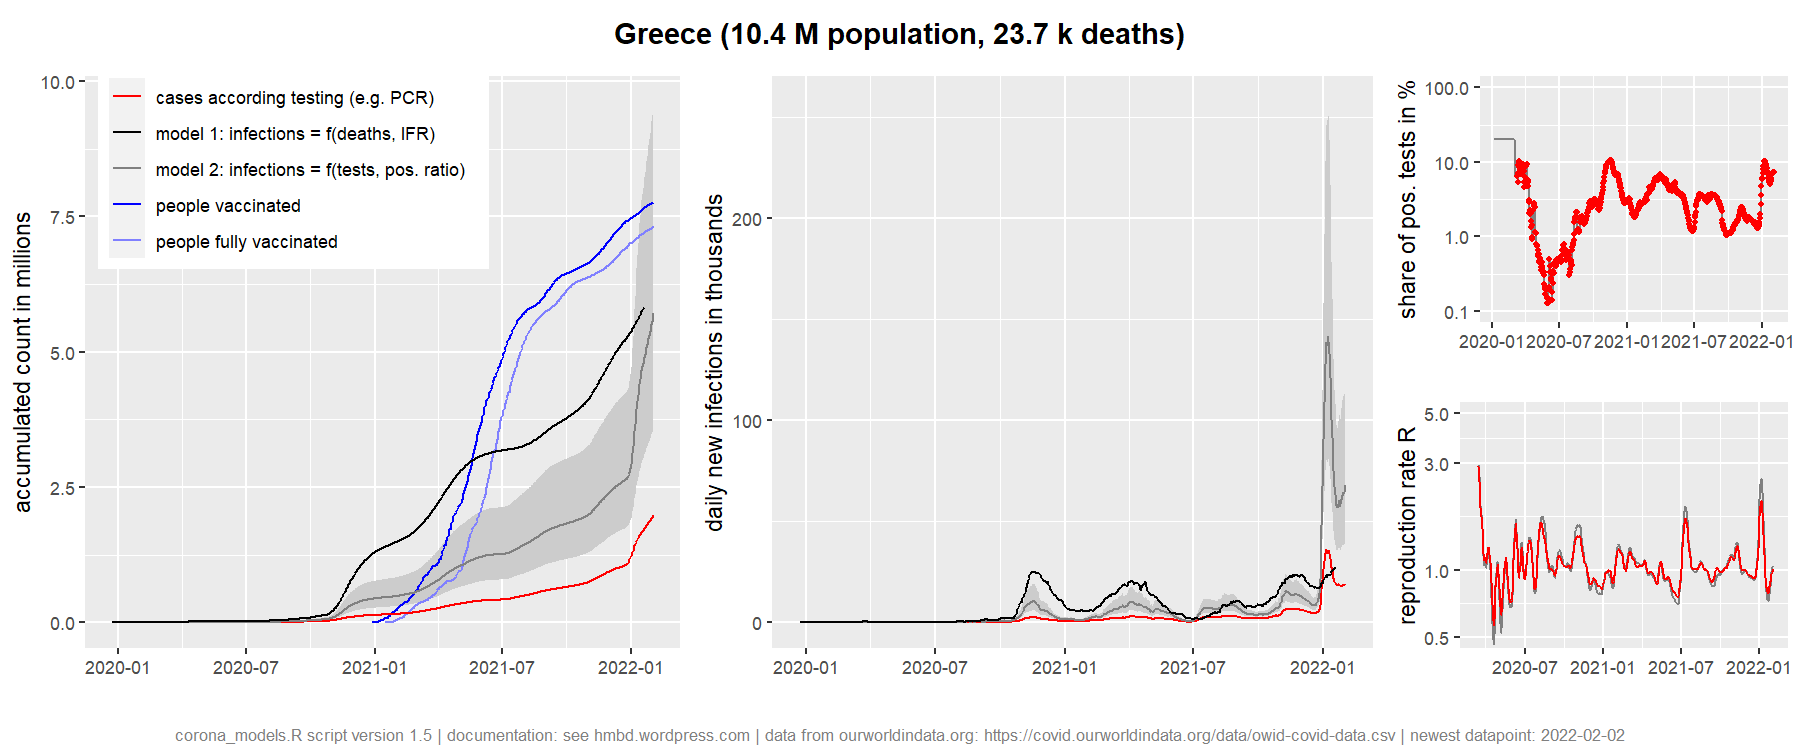 Greece (10.4 M population, 23.7 k deaths)
accumulated count in millions
10.0
7.5
5.0
2.5
0.0
cases according testing (e.g. PCR)
model 1: infections = f(deaths, IFR)
model 2: infections = f(tests, pos. ratio)
people vaccinated
people fully vaccinated
2020-01 2020-07 2021-01 2021-07 2022-01
daily new infections in thousands
200
100
0
2020-01 2020-07 2021-01 2021-07 2022-01
share of pos. tests in %
100.0
10.0
1.0
0.1
2020-01 2020-07 2021-01 2021-07 2022-01
reproduction rate R
5.0
3.0
1.0
0.5
2020-07 2021-01 2021-07 2022-01
corona_models.R script version 1.5 | documentation: see hmbd.wordpress.com | data from ourworldindata.org: https://covid.ourworldindata.org/data/owid-covid-data.csv | newest datapoint: 2022-02-02